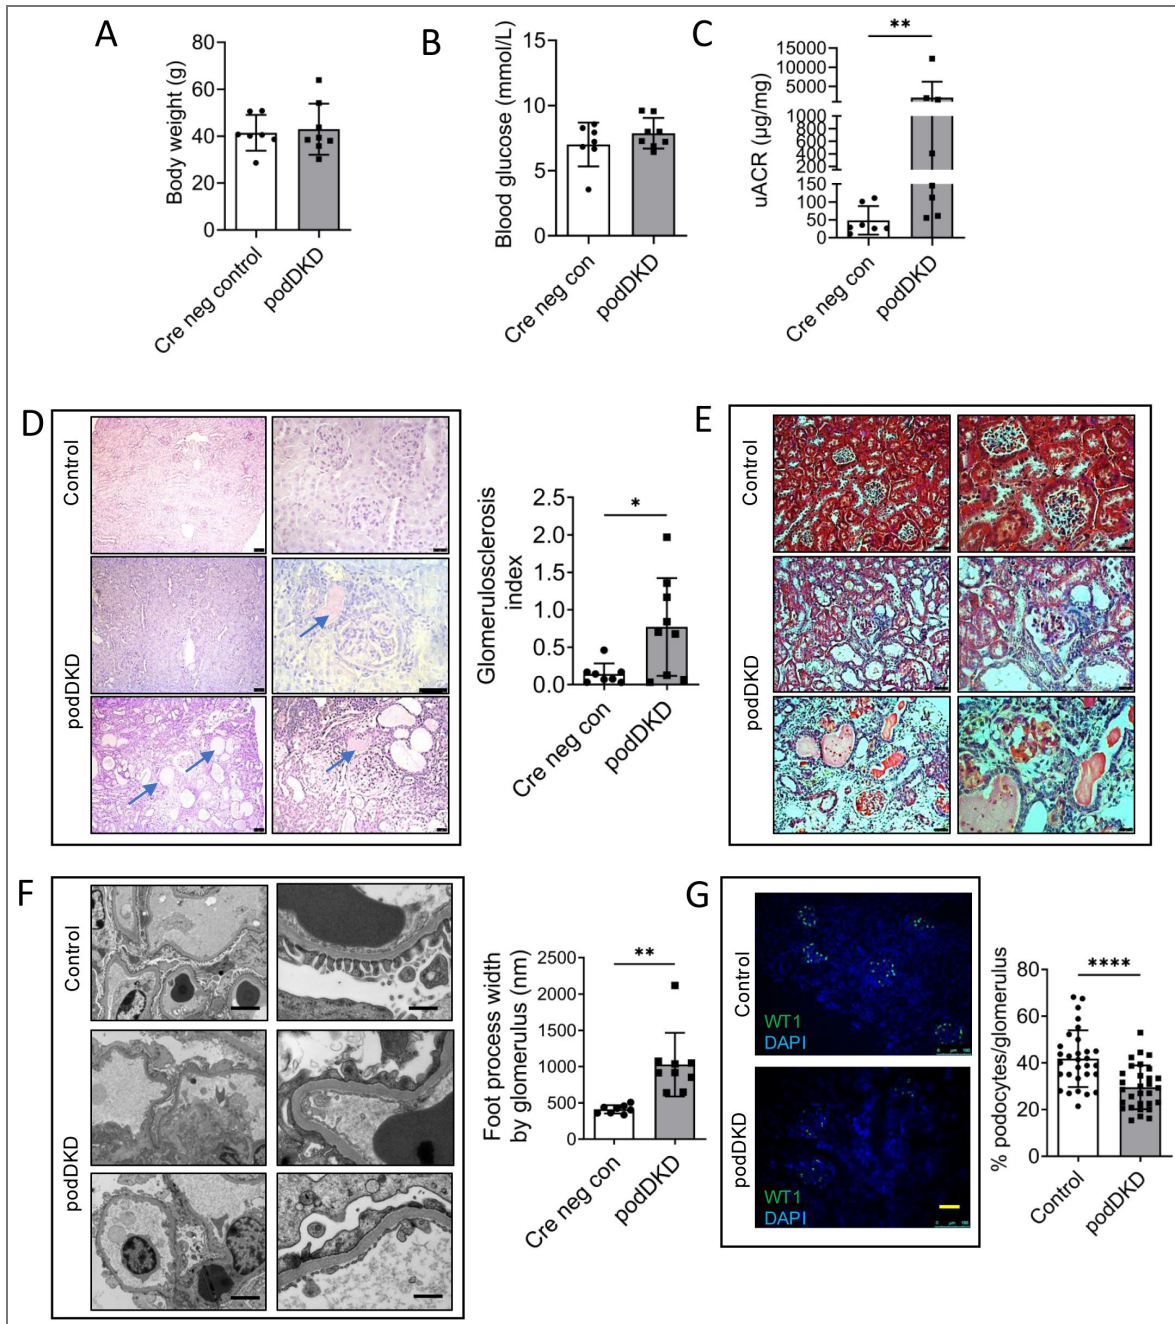 A
Body weight (g)
80
60
40
20
0
Cre neg control
podDKD
B
Blood glucose (mmol/L)
15
10
5
0
Cre neg con
podDKD
C
uACR (µg/mg)
**
15000
10000
5000
1000
800
600
400
200
150
100
50
0
Cre neg con
podDKD
D
Control
podDKD
Glomerulosclerosis
index
*
2.5
2.0
1.5
1.0
0.5
0.0
Cre neg con
podDKD
E
Control
podDKD
F
Control
podDKD
Foot process width
by glomerulus (nm)
**
2500
2000
1500
1000
500
0
Cre neg con
podDKD
G
Control
WT1
DAPI
podDKD
WT1
DAPI
% podocytes/glomerulus
****
80
60
40
20
0
Control
podDKD